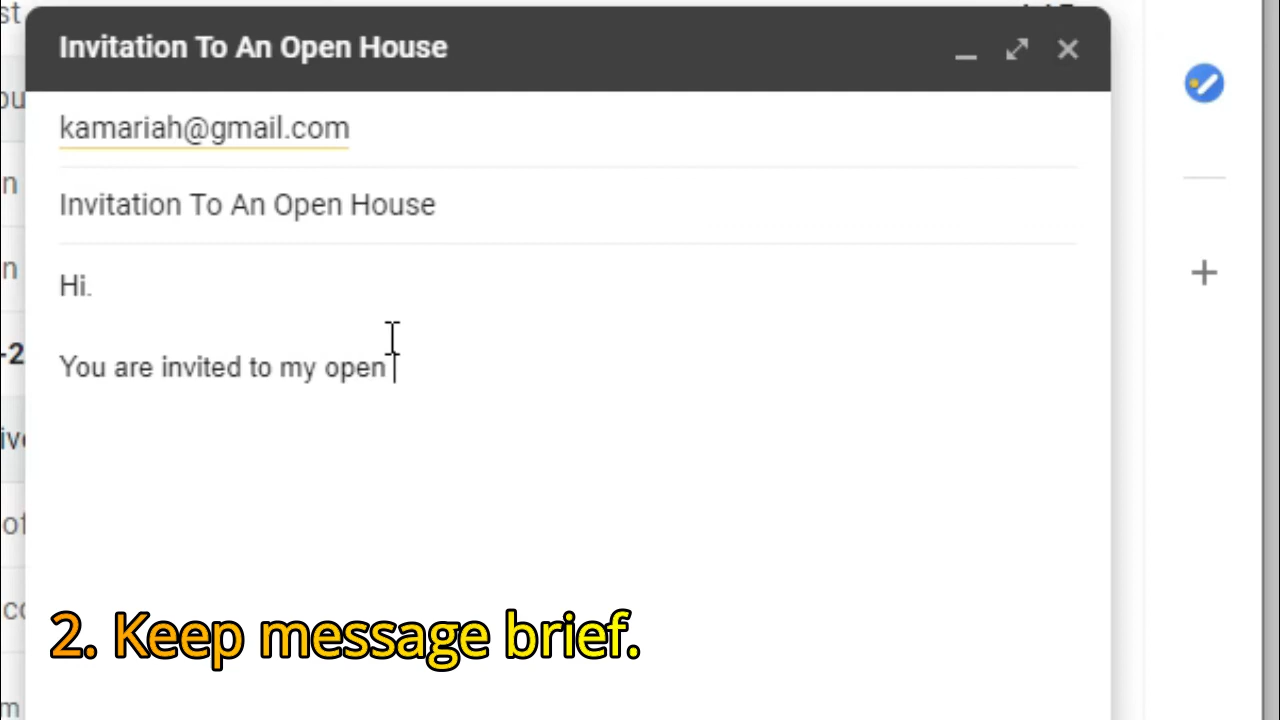 Invitation To An Open House
kamariah@gmail.com
Invitation To An Open House
Hi.
You are invited to my open
2. Keep message brief.